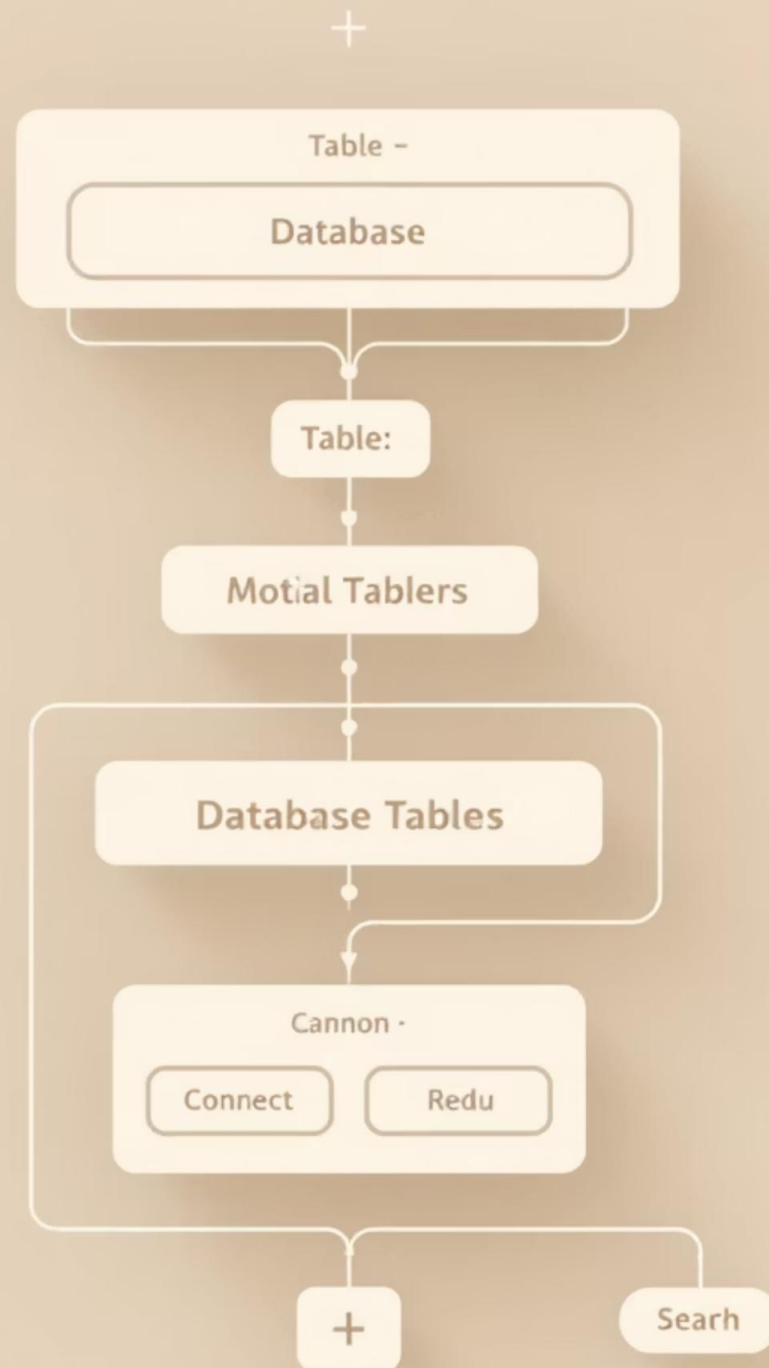 Table -
Database
Table:
Motial Tablers
Database Tables
Cannon ·
Connect
Redu
+
Searh